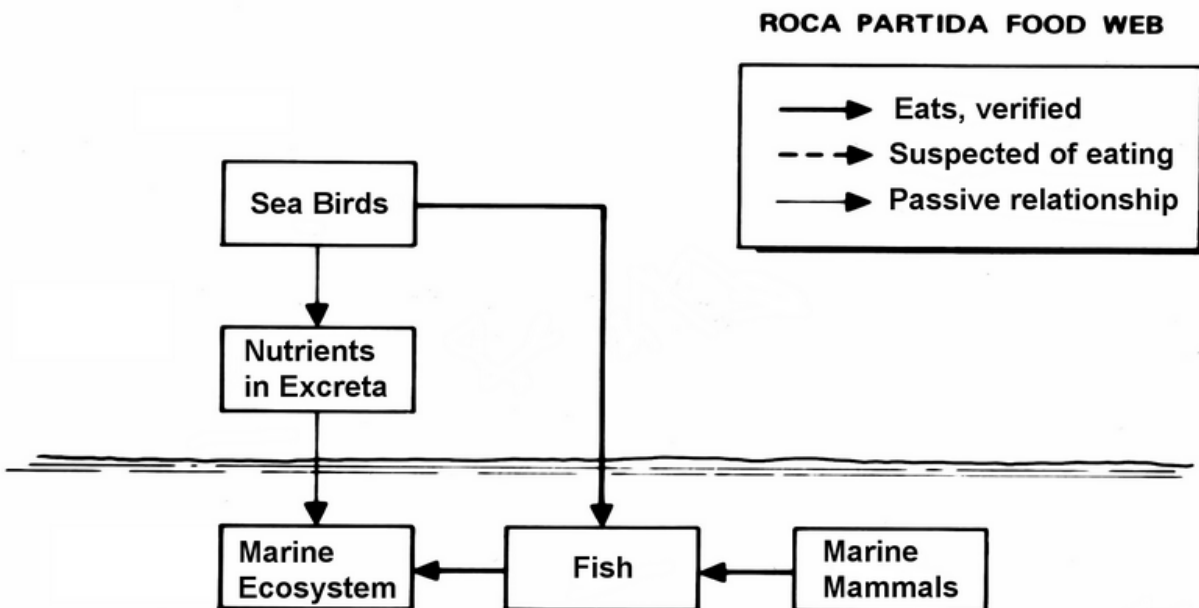 ROCA PARTIDA FOOD WEB
Eats, verified
Suspected of eating
Passive relationship
Sea Birds
Nutrients
in Excreta
Marine
Ecosystem
Fish
Marine
Mammals